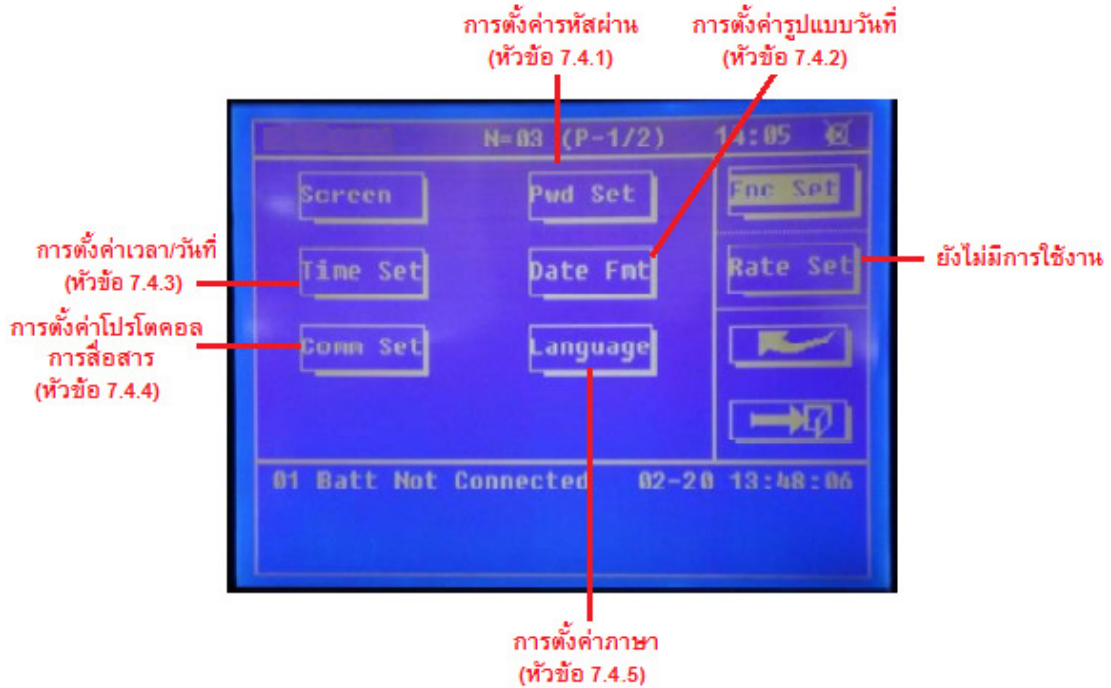 การตั้งค่ารหัสผ่าน
(หัวข้อ 7.4.1)
การตั้งค่ารูปแบบวันที่
(หัวข้อ 7.4.2)
N=03 (P-1/2) 14:05
Screen
Pwd Set
Fnc Set
การตั้งค่าเวลา/วันที่
(หัวข้อ 7.4.3)
Time Set
Date Fmt
Rate Set
ยังไม่มีการใช้งาน
การตั้งค่าโปรโตคอล
การสื่อสาร
(หัวข้อ 7.4.4)
Comm Set
Language
01 Batt Not Connected 02-20 13:48:06
การตั้งค่าภาษา
(หัวข้อ 7.4.5)